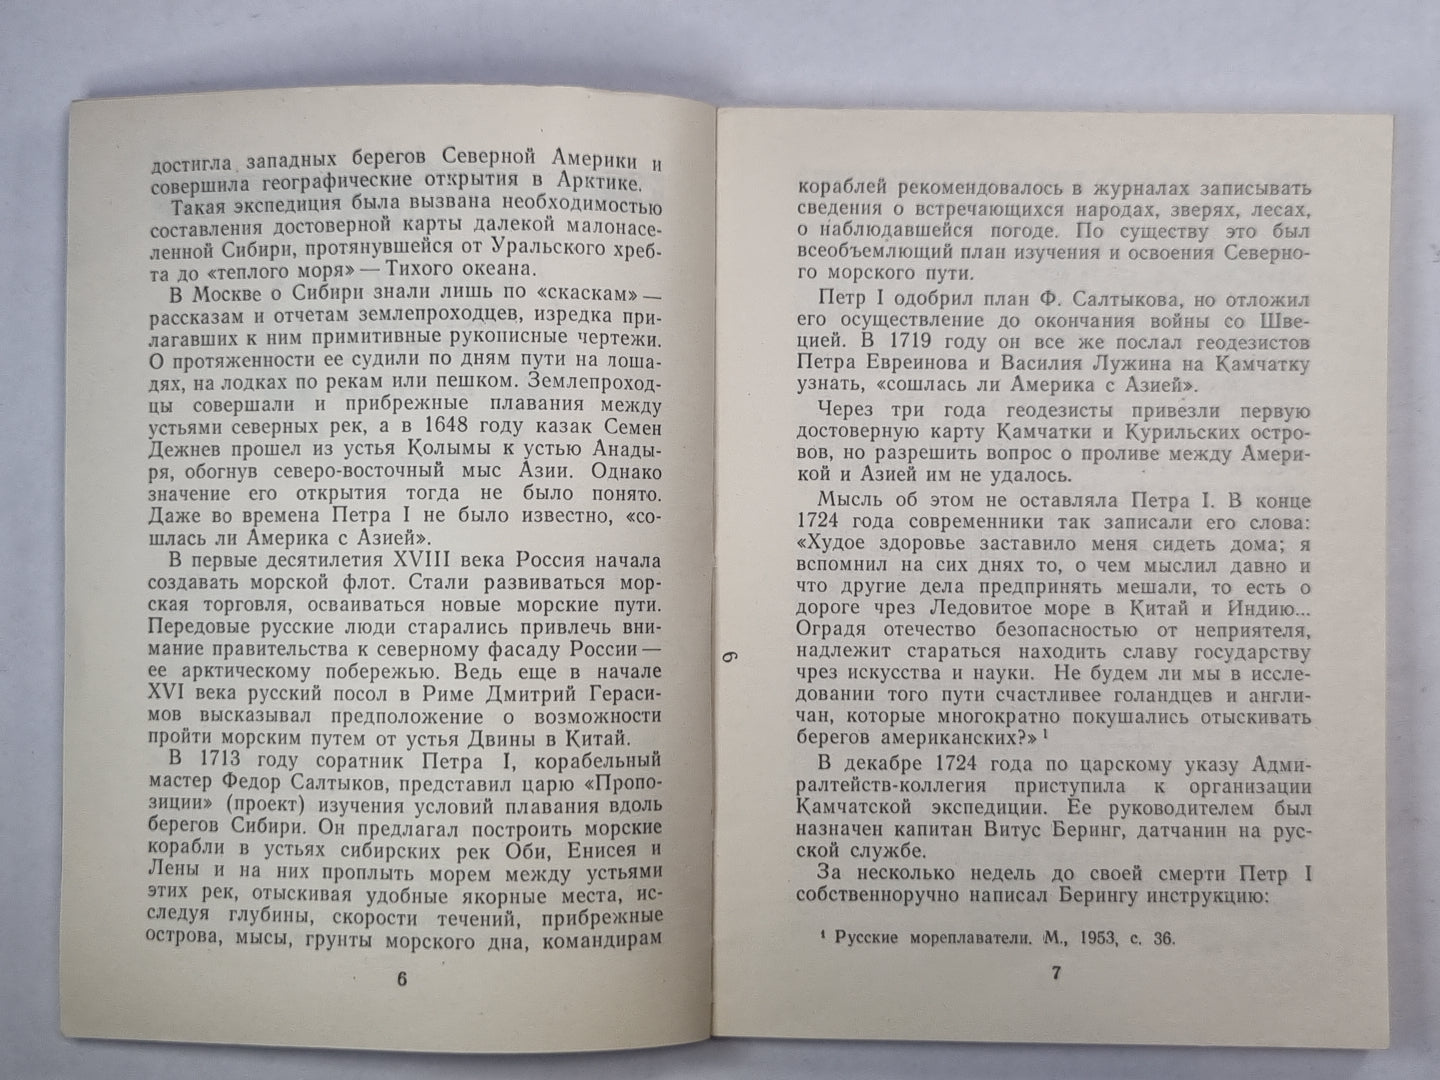 достигла западных берегов Северной Америки и
совершила географические открытия в Арктике.
Такая экспедиция была вызвана необходимостью
составления достоверной карты далекой малонасе-
ленной Сибири, протянувшейся от Уральского хреб-
та до «теплого моря» — Тихого океана.
В Москве о Сибири знали лишь по «скаскам» —
рассказам и отчетам землепроходцев, изредка при-
лагавших к ним примитивные рукописные чертежи.
О протяженности ее судили по дням пути на лоша-
дях, на лодках по рекам или пешком. Землепроход-
цы совершали и прибрежные плавания между
устьями северных рек, а в 1648 году казак Семен
Дежнев прошел из устья Колымы к устью Анады-
ря, обогнув северо-восточный мыс Азии. Однако
значение его открытия тогда не было понято.
Даже во времена Петра I не было известно, «со-
шлась ли Америка с Азией».
В первые десятилетия XVIII века Россия начала
создавать морской флот. Стали развиваться мор-
ская торговля, осваиваться новые морские пути.
Передовые русские люди старались привлечь вни-
мание правительства к северному фасаду России —
ее арктическому побережью. Ведь еще в начале
XVI века русский посол в Риме Дмитрий Гераси-
мов высказывал предположение о возможности
пройти морским путем от устья Двины в Китай.
В 1713 году соратник Петра I, корабельный
мастер Федор Салтыков, представил царю «Пропо-
зиции» (проект) изучения условий плавания вдоль
берегов Сибири. Он предлагал построить морские
корабли в устьях сибирских рек Оби, Енисея и
Лены и на них проплыть морем между устьями
этих рек, отыскивая удобные якорные места, ис-
следуя глубины, скорости течений, прибрежные
острова, мысы, грунты морского дна, командирам
6
кораблей рекомендовалось в журналах записывать
сведения о встречающихся народах, зверях, лесах,
о наблюдавшейся погоде. По существу это был
всеобъемлющий план изучения и освоения Северно-
го морского пути.
Петр I одобрил план Ф. Салтыкова, но отложил
его осуществление до окончания войны со Шве-
цией. В 1719 году он все же послал геодезистов
Петра Евреинова и Василия Лужина на Камчатку
узнать, «сошлась ли Америка с Азией».
Через три года геодезисты привезли первую
достоверную карту Камчатки и Курильских остро-
вов, но разрешить вопрос о проливе между Амери-
кой и Азией им не удалось.
Мысль об этом не оставляла Петра I. В конце
1724 года современники так записали его слова:
«Худое здоровье заставило меня сидеть дома; я
вспомнил на сих днях то, о чем мыслил давно и
что другие дела предпринять мешали, то есть о
дороге чрез Ледовитое море в Китай и Индию...
Оградя отечество безопасностью от неприятеля,
надлежит стараться находить славу государству
чрез искусства и науки. Не будем ли мы в иссле-
довании того пути счастливее голандцев и англи-
чан, которые многократно покушались отыскивать
берегов американских?» ¹
В декабре 1724 года по царскому указу Адми-
ралтейств-коллегия приступила к организации
Камчатской экспедиции. Ее руководителем был
назначен капитан Витус Беринг, датчанин на рус-
ской службе.
За несколько недель до своей смерти Петр I
собственноручно написал Берингу инструкцию:
¹ Русские мореплаватели. М., 1953, с. 36.
7